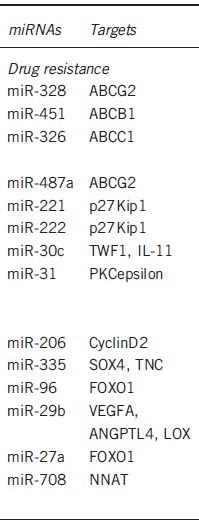 miRNAs Targets
Drug resistance
miR-328 ABCG2
miR-451 ABCB1
miR-326 ABCC1
miR-487a ABCG2
miR-221 p27Kip1
miR-222 p27Kip1
miR-30c TWF1, IL-11
miR-31 PKCepsilon
miR-206 CyclinD2
miR-335 SOX4, TNC
miR-96 FOXO1
miR-29b VEGFA,
ANGPTL4, LOX
miR-27a FOXO1
miR-708 NNAT